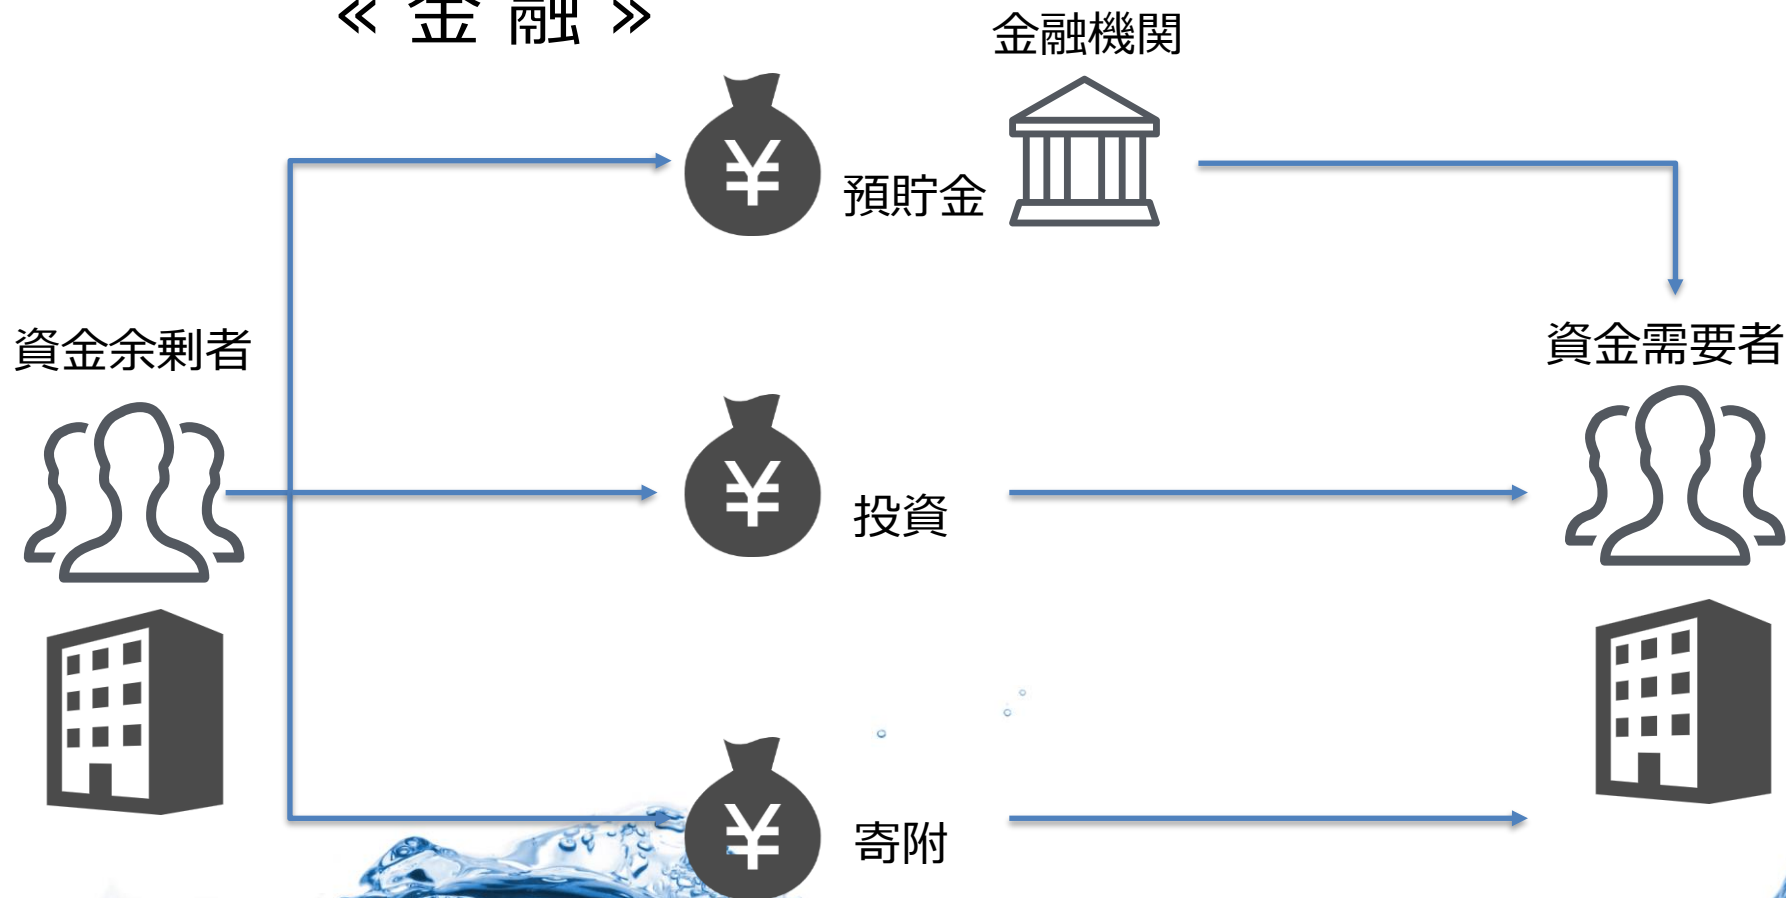 ≪ 金 融 ≫
金融機関
¥
預貯金
資金余剰者
資金需要者
¥
投資
¥
寄附